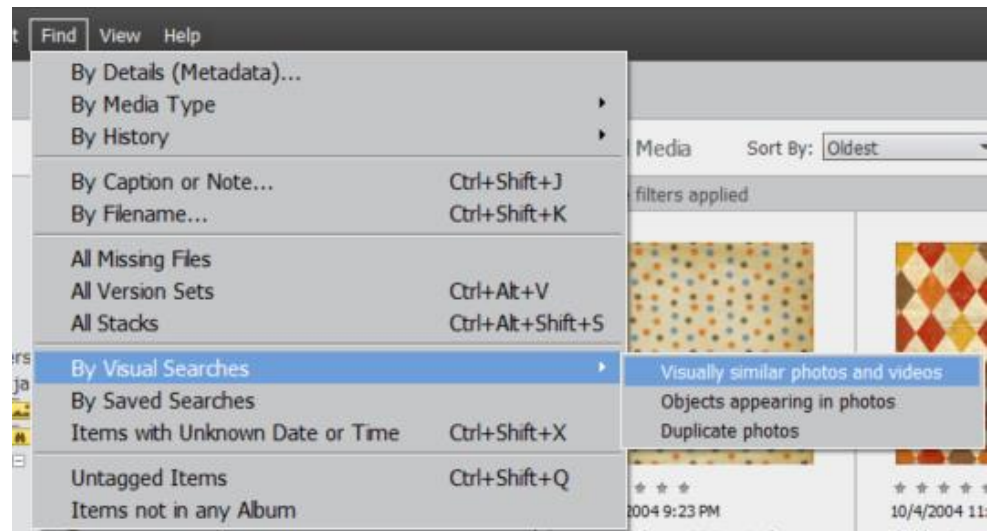 Find View Help
By Details (Metadata)...
By Media Type
By History
Media Sort By: Oldest
By Caption or Note... Ctrl+Shift+J
filters applied
By Filename... Ctrl+Shift+K
All Missing Files
All Version Sets Ctrl+Alt+V
All Stacks Ctrl+Alt+Shift+S
By Visual Searches
Visually similar photos and videos
By Saved Searches
Objects appearing in photos
Items with Unknown Date or Time Ctrl+Shift+X
Duplicate photos
Untagged Items Ctrl+Shift+Q
Items not in any Album
2004 9:23 PM
10/4/2004 11: